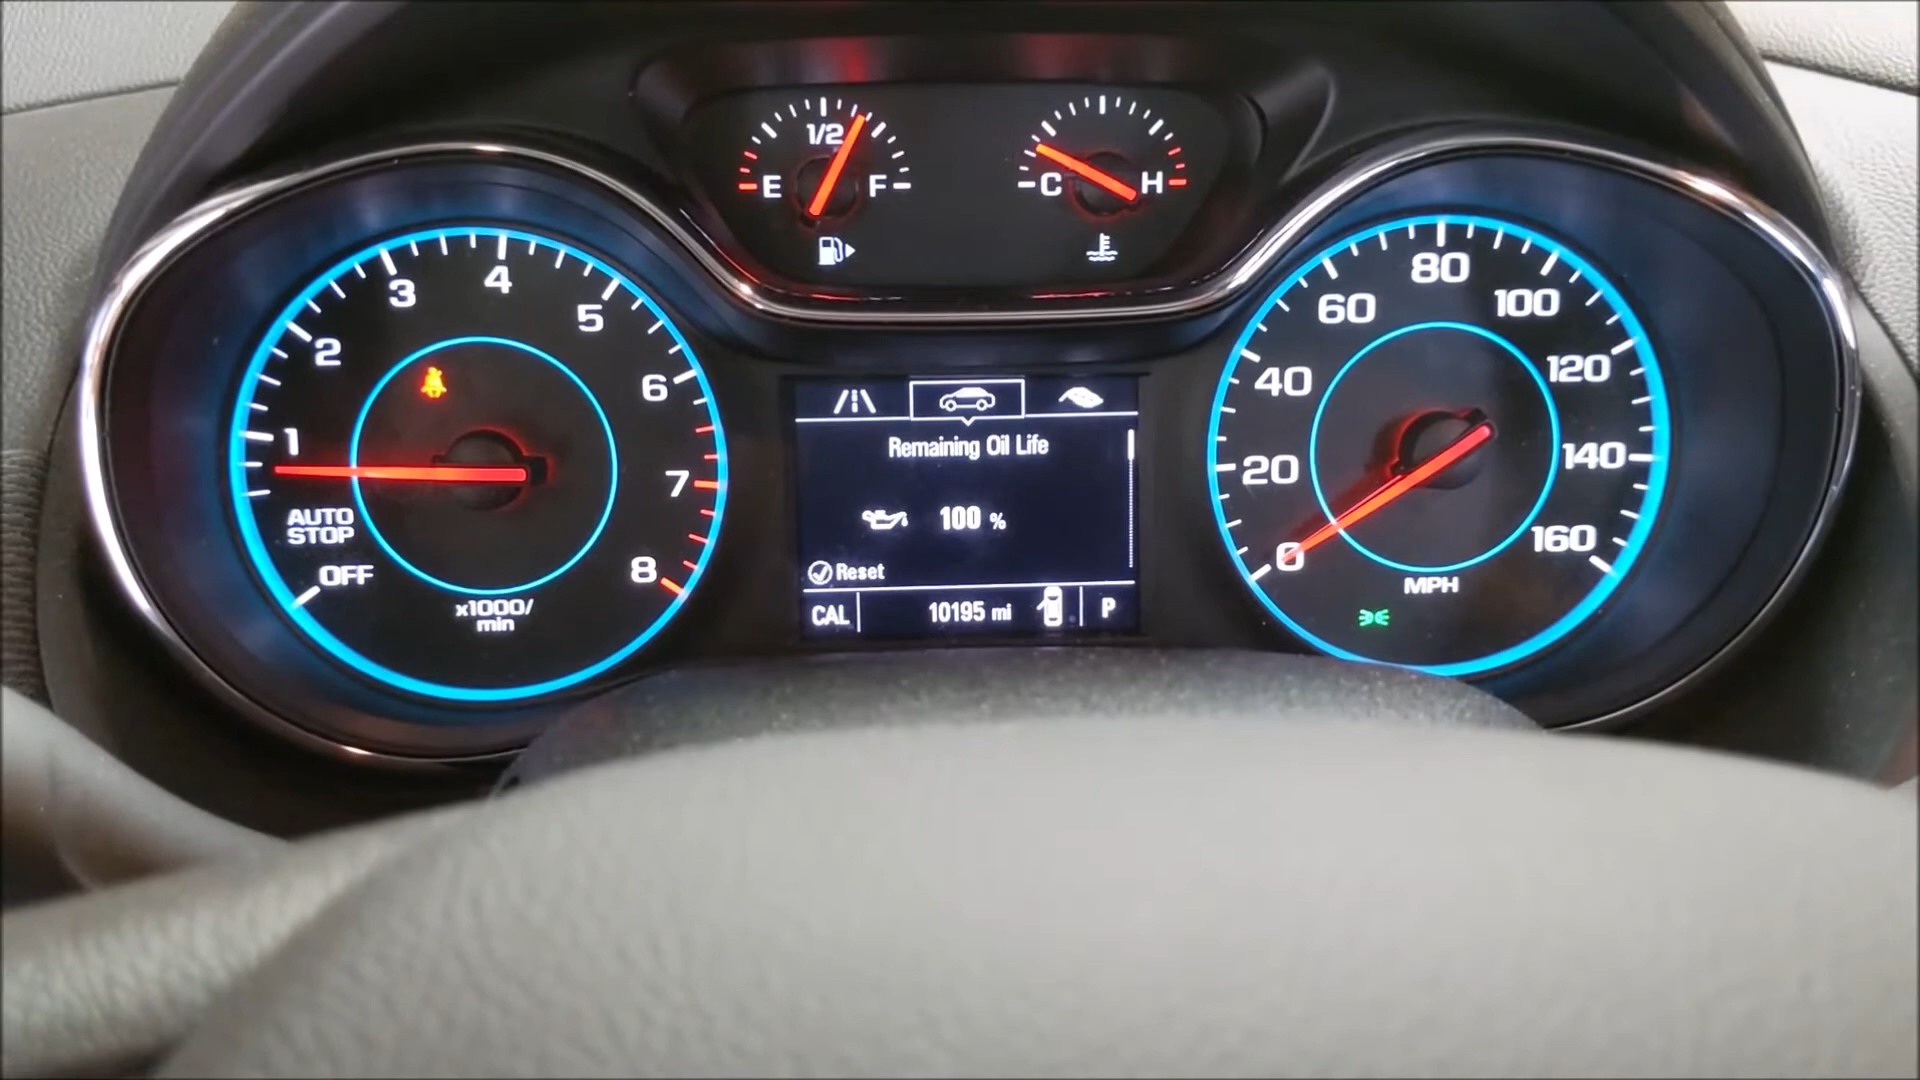 E 1/2 F
C H
1
2
3
4
5
6
7
8
AUTO
STOP
OFF
x1000/
min
Remaining Oil Life
100 %
Reset
CAL 10195 mi P
0
20
40
60
80
100
120
140
160
MPH